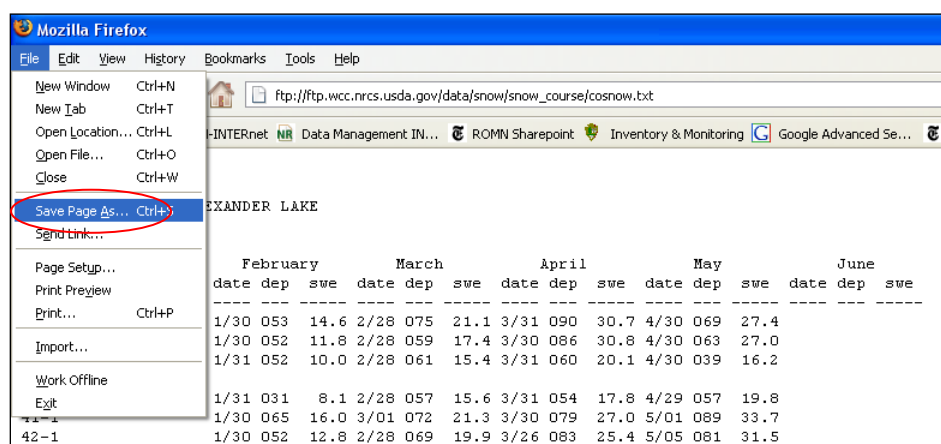 Mozilla Firefox
File Edit View History Bookmarks Tools Help
New Window Ctrl+N
New Tab Ctrl+T
Open Location... Ctrl+L
Open File... Ctrl+O
Close Ctrl+W
Save Page As... Ctrl+S
Send Link...
Page Setup...
Print Preview
Print... Ctrl+P
Import...
Work Offline
Exit
ftp://ftp.wcc.nrcs.usda.gov/data/snow/snow_course/cosnow.txt
-INTERnet NR Data Management IN... ROMN Sharepoint Inventory & Monitoring G Google Advanced Se...
EXANDER LAKE
February March April May June
date dep swe date dep swe date dep swe date dep swe date dep swe
---- --- ----- ---- --- ----- ---- --- ----- ---- --- ----- ---- --- -----
1/30 053 14.6 2/28 075 21.1 3/31 090 30.7 4/30 069 27.4
1/30 052 11.8 2/28 059 17.4 3/30 086 30.8 4/30 063 27.0
1/31 052 10.0 2/28 061 15.4 3/31 060 20.1 4/30 039 16.2
1/31 031 8.1 2/28 057 15.6 3/31 054 17.8 4/29 057 19.8
41-1 1/30 065 16.0 3/01 072 21.3 3/30 079 27.0 5/01 089 33.7
42-1 1/30 052 12.8 2/28 069 19.9 3/26 083 25.4 5/05 081 31.5